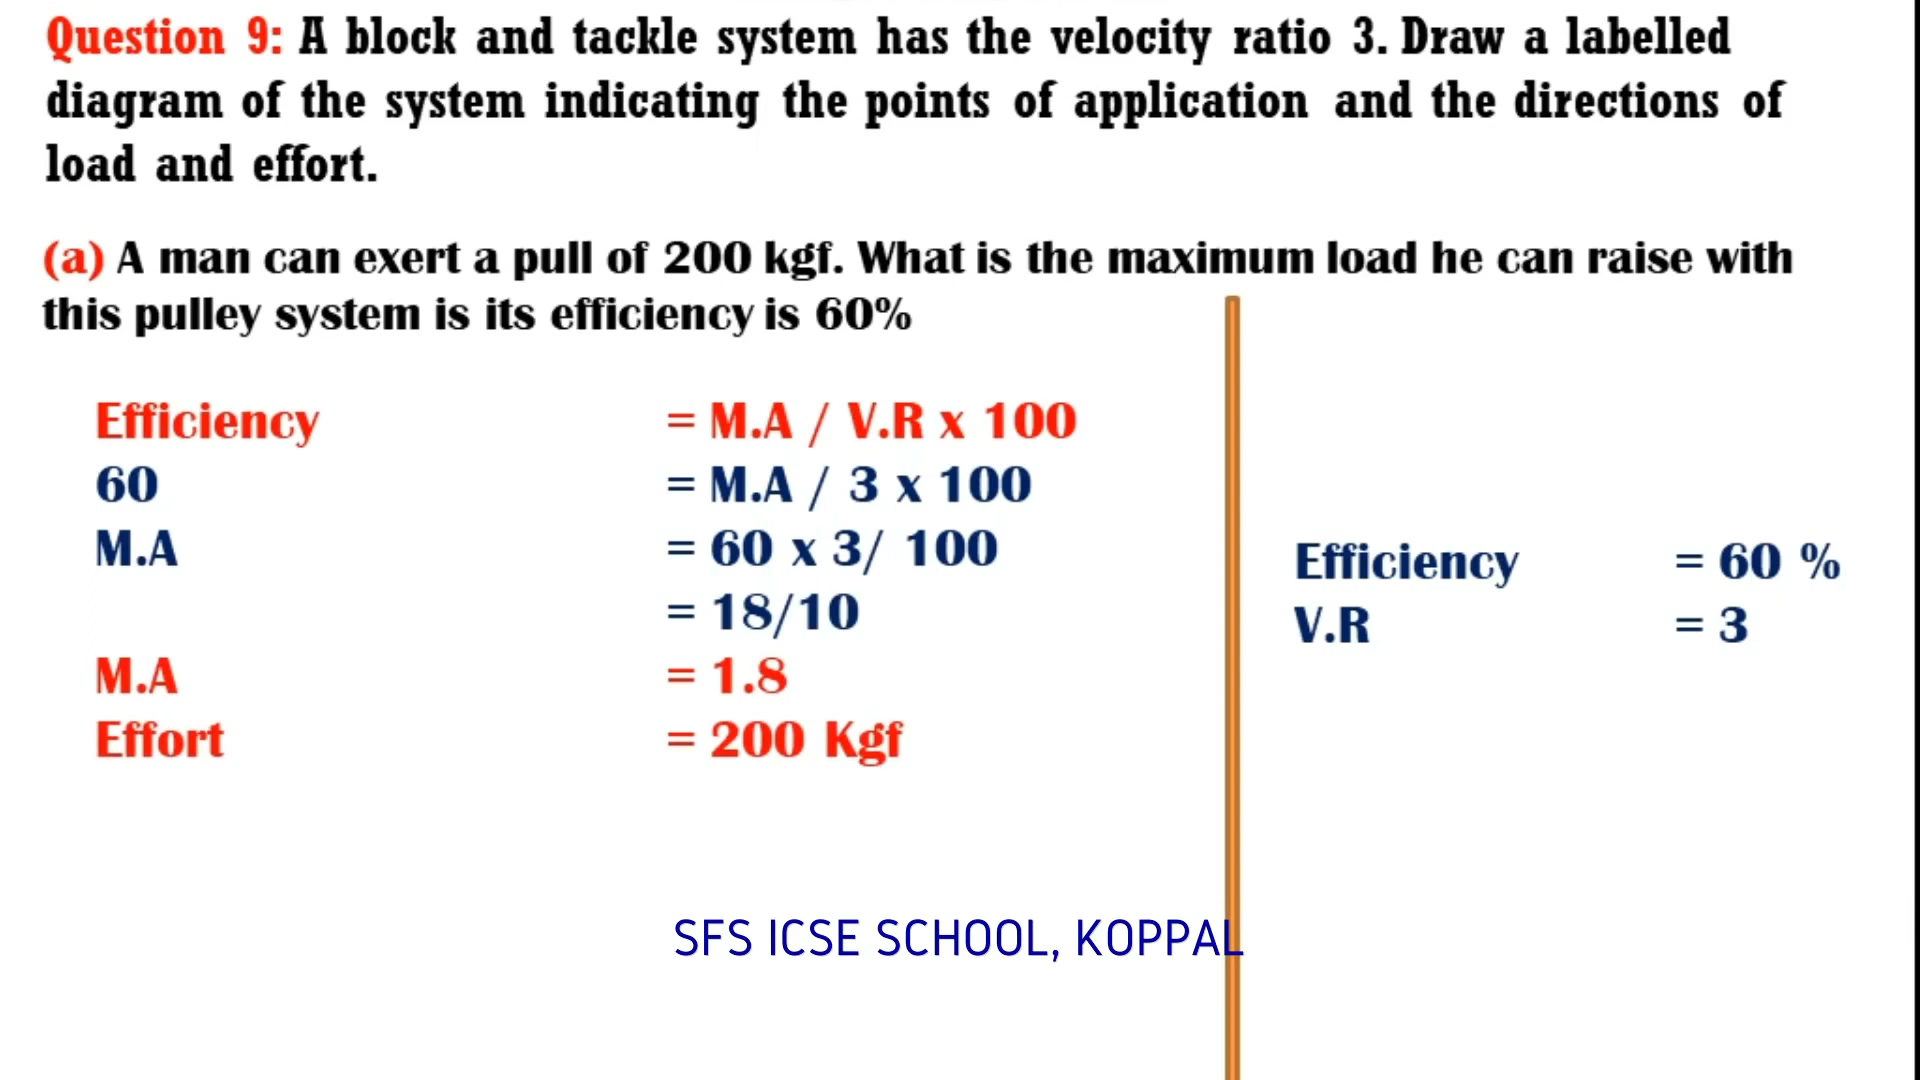 Question 9: A block and tackle system has the velocity ratio 3. Draw a labelled
diagram of the system indicating the points of application and the directions of
load and effort.
(a) A man can exert a pull of 200 kgf. What is the maximum load he can raise with
this pulley system is its efficiency is 60%
Efficiency = M.A / V.R x 100
60 = M.A / 3 x 100
M.A = 60 x 3/ 100
= 18/10
M.A = 1.8
Effort = 200 Kgf
Efficiency = 60 %
V.R = 3
SFS ICSE SCHOOL, KOPPAL